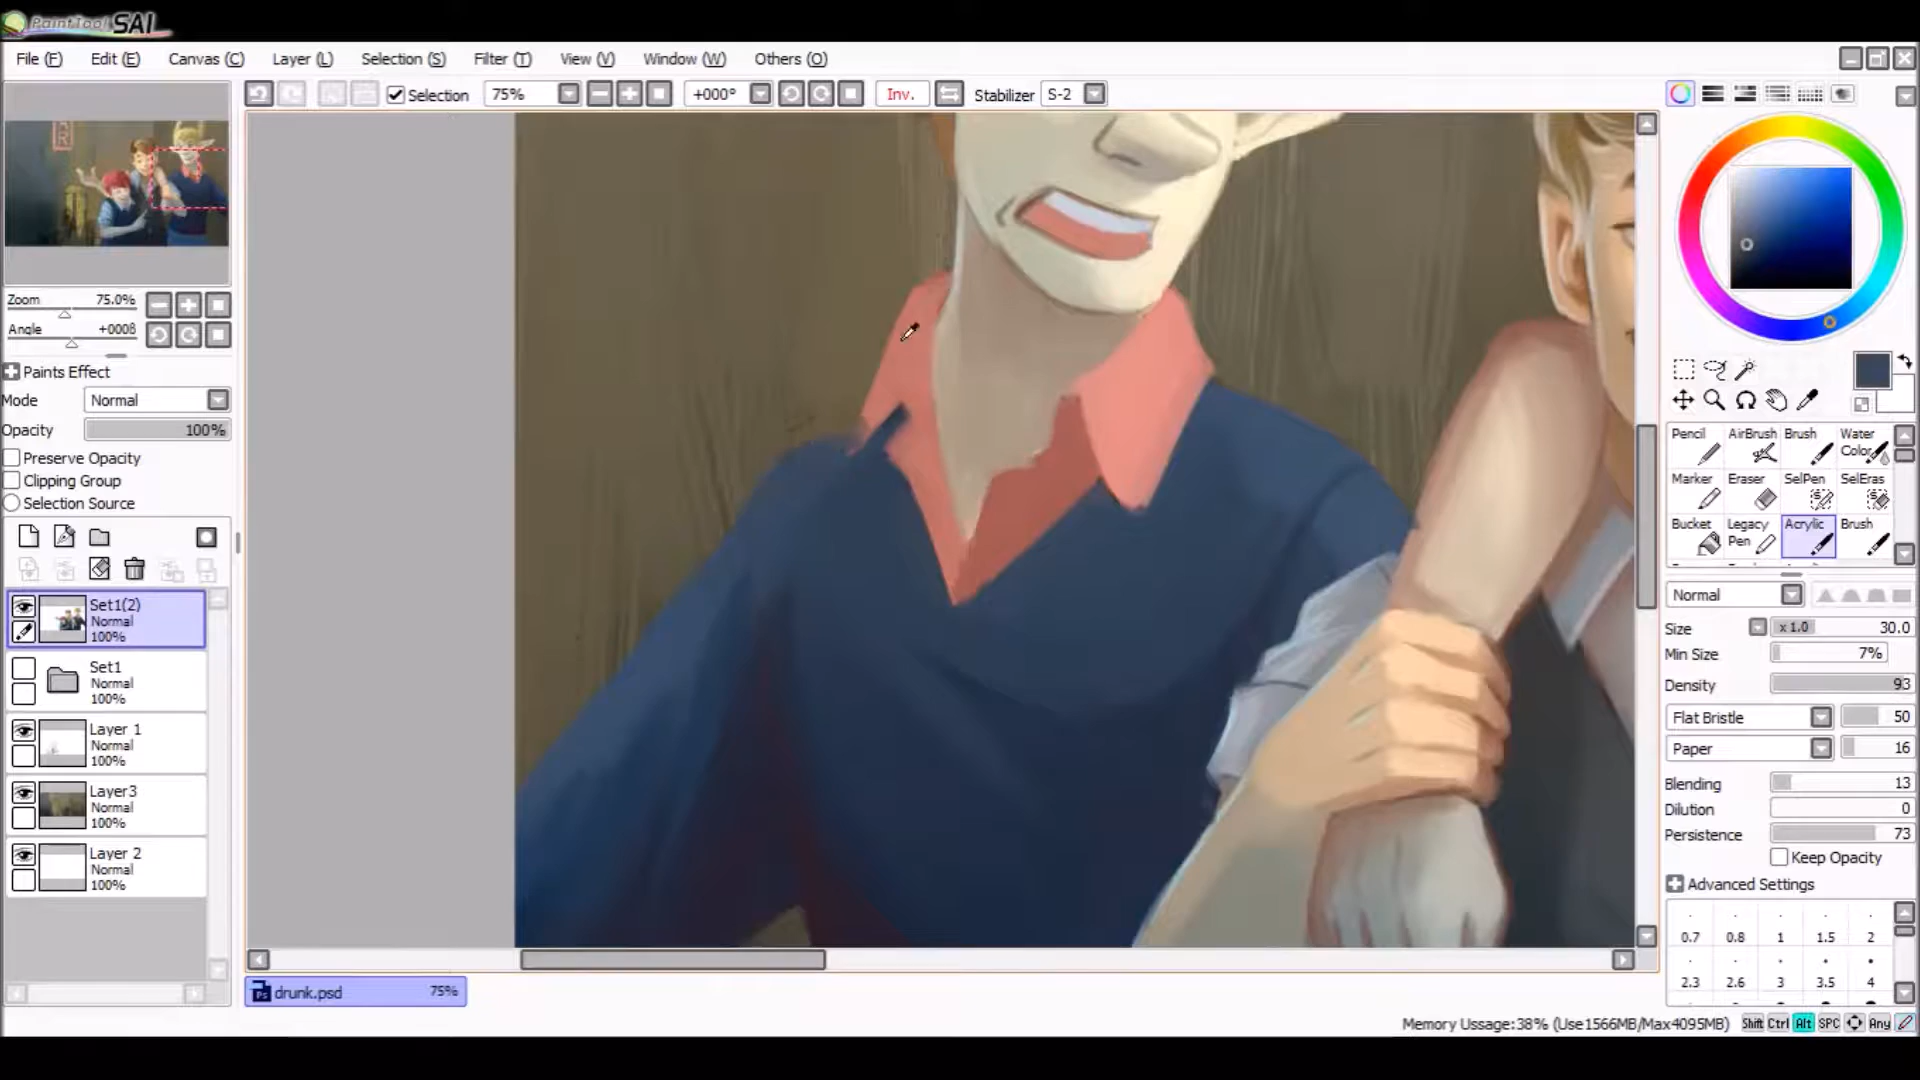 PaintTool SAI
File (F) Edit (E) Canvas (C) Layer (L) Selection (S) Filter (T) View (V) Window (W) Others (O)
Selection 75% +000° Inv. Stabilizer S-2
Zoom 75.0%
Angle +0008
Paints Effect
Mode Normal
Opacity 100%
Preserve Opacity
Clipping Group
Selection Source
Set1(2)
Normal
100%
Set1
Normal
100%
Layer 1
Normal
100%
Layer3
Normal
100%
Layer 2
Normal
100%
drunk.psd 75%
Pencil AirBrush Brush Water Color
Marker Eraser SelPen SelEras
Bucket Legacy Pen Acrylic Brush
Normal
Size x 1.0 30.0
Min Size 7%
Density 93
Flat Bristle 50
Paper 16
Blending 13
Dilution 0
Persistence 73
Keep Opacity
Advanced Settings
0.7 0.8 1 1.5 2
2.3 2.6 3 3.5 4
Memory Ussage:38% (Use1566MB/Max4095MB) Shift Ctrl Alt SPC Any